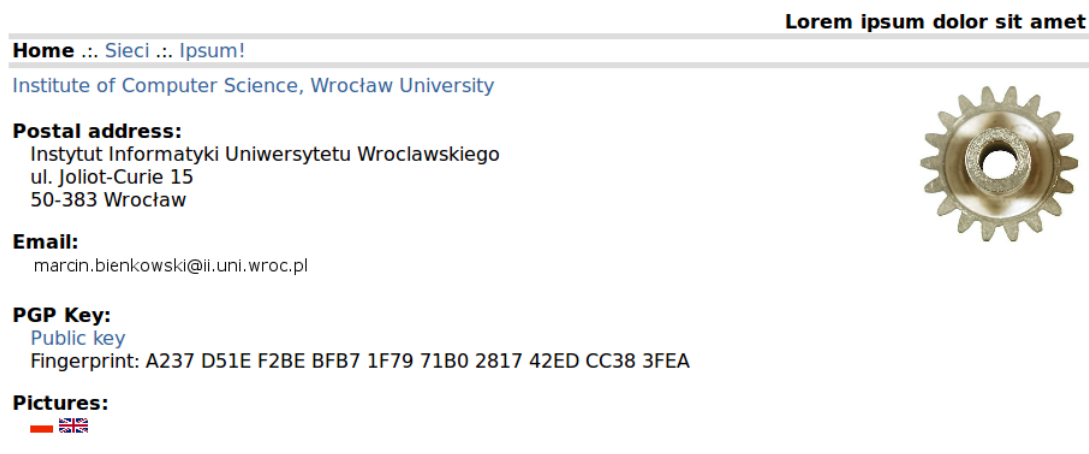 Lorem ipsum dolor sit amet
Home .:. Sieci .:. Ipsum!
Institute of Computer Science, Wrocław University
Postal address:
Instytut Informatyki Uniwersytetu Wroclawskiego
ul. Joliot-Curie 15
50-383 Wrocław
Email:
marcin.bienkowski@ii.uni.wroc.pl
PGP Key:
Public key
Fingerprint: A237 D51E F2BE BFB7 1F79 71B0 2817 42ED CC38 3FEA
Pictures: